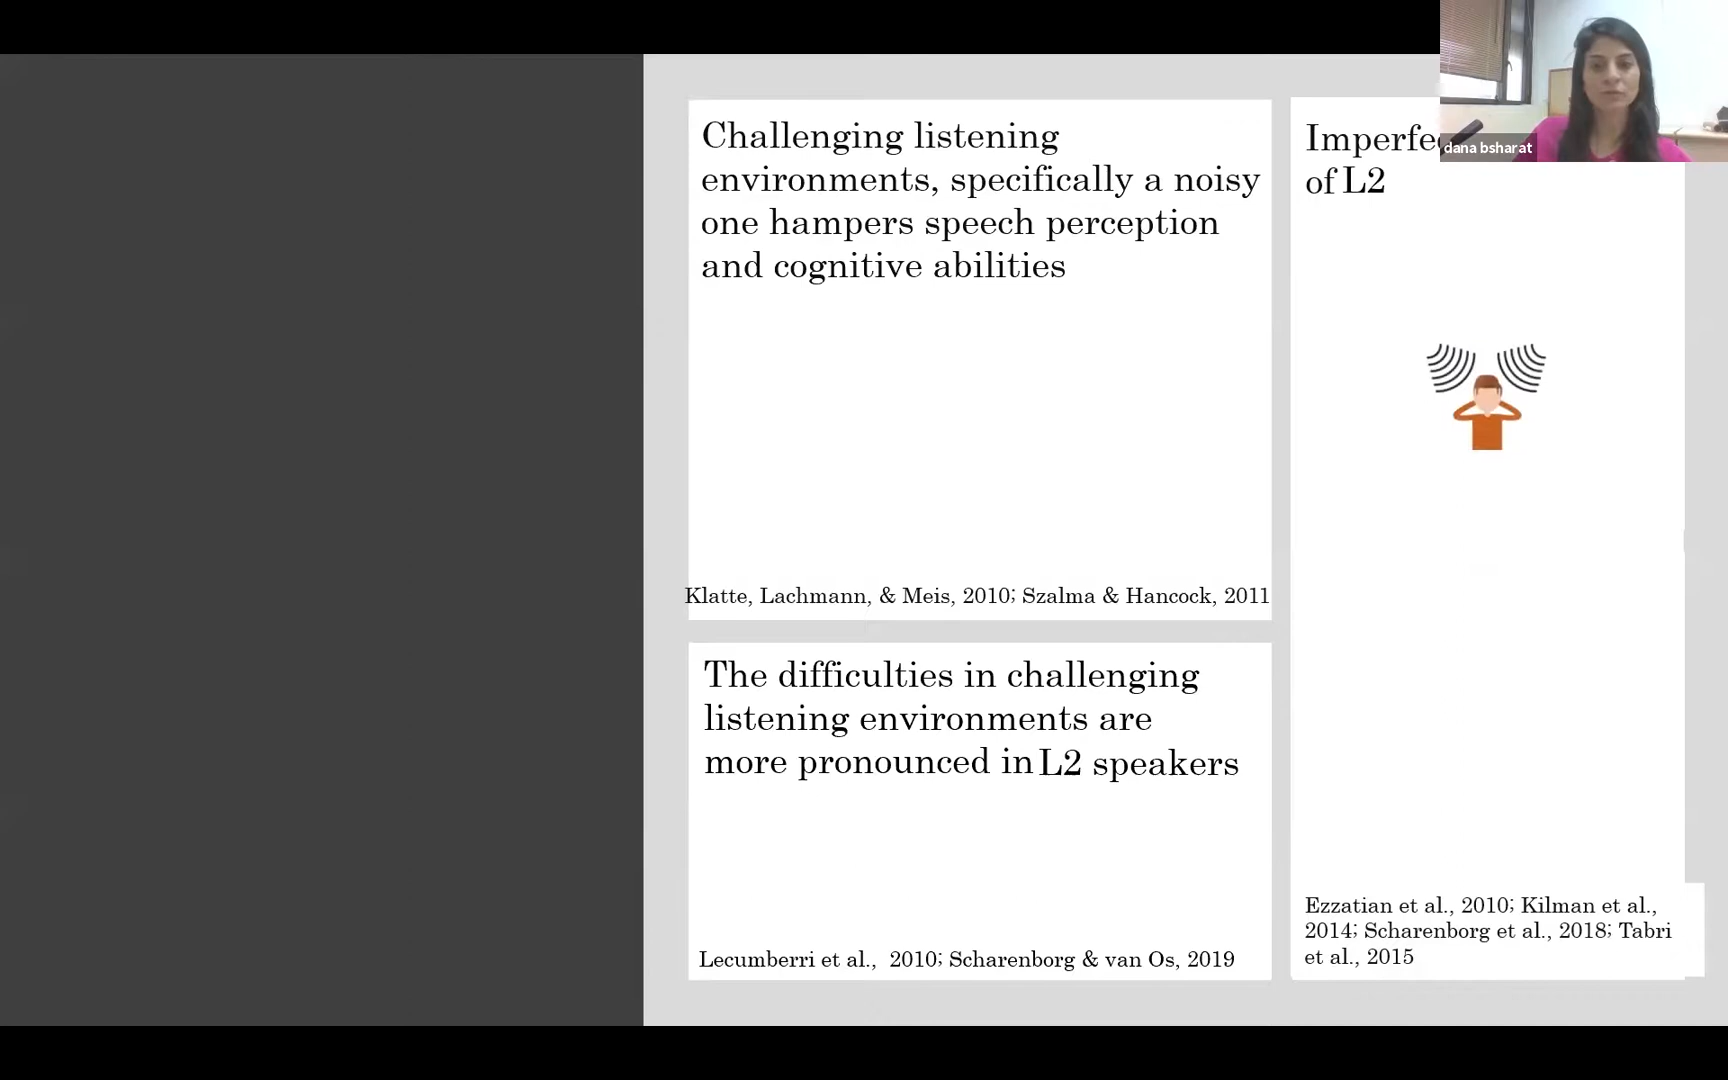 Challenging listening
environments, specifically a noisy
one hampers speech perception
and cognitive abilities
Klatte, Lachmann, & Meis, 2010; Szalma & Hancock, 2011
The difficulties in challenging
listening environments are
more pronounced in L2 speakers
Lecumberri et al.,  2010; Scharenborg & van Os, 2019
of L2
Ezzatian et al., 2010; Kilman et al.,
2014; Scharenborg et al., 2018; Tabri
et al., 2015
dana bsharat